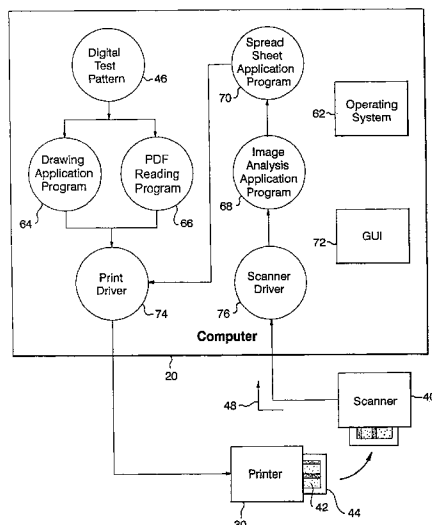 Digital
Test
Pattern
46
Spread
Sheet
Application
Program
70
62
Operating
System
Drawing
Application
Program
64
PDF
Reading
Program
66
Image
Analysis
Application
Program
68
72
GUI
Print
Driver
74
Scanner
Driver
76
Computer
20
48
Scanner
40
Printer
42
44
30